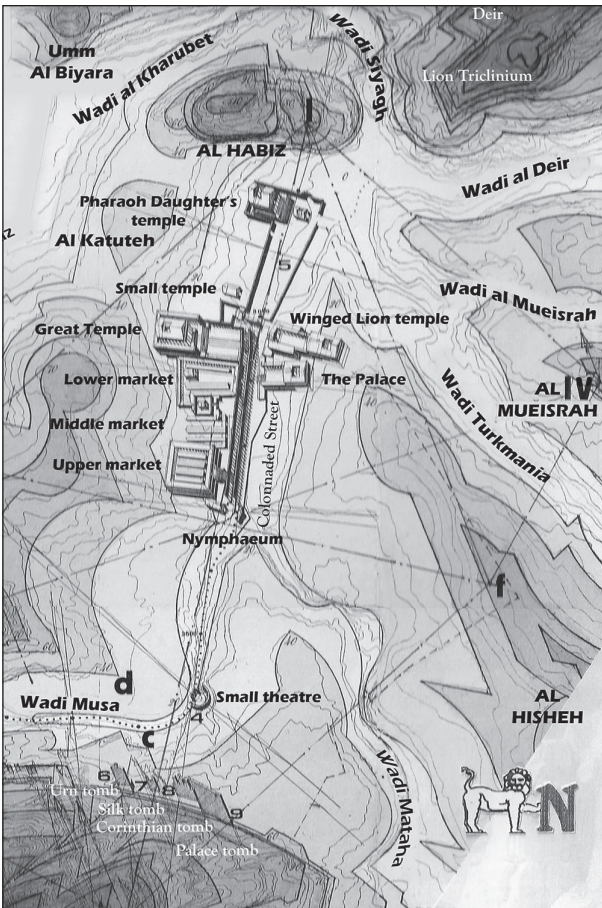 Deir
Umm
Al Biyara
Wadi al Kharubet
Wadi Siyagh
Lion Triclinium
I
AL HABIZ
Wadi al Deir
Pharaoh Daughter's
temple
Al Katuteh
5
Small temple
Wadi al Mueisrah
Great Temple
Winged Lion temple
Lower market
The Palace
AL IV
MUEISRAH
Middle market
Wadi Turkmania
Upper market
Colonnaded Street
Nymphaeum
f
40
d
Wadi Musa
4
Small theatre
AL
HISHEH
c
6
7
8
9
Urn tomb
Silk tomb
Corinthian tomb
Palace tomb
Wadi Mataha
N